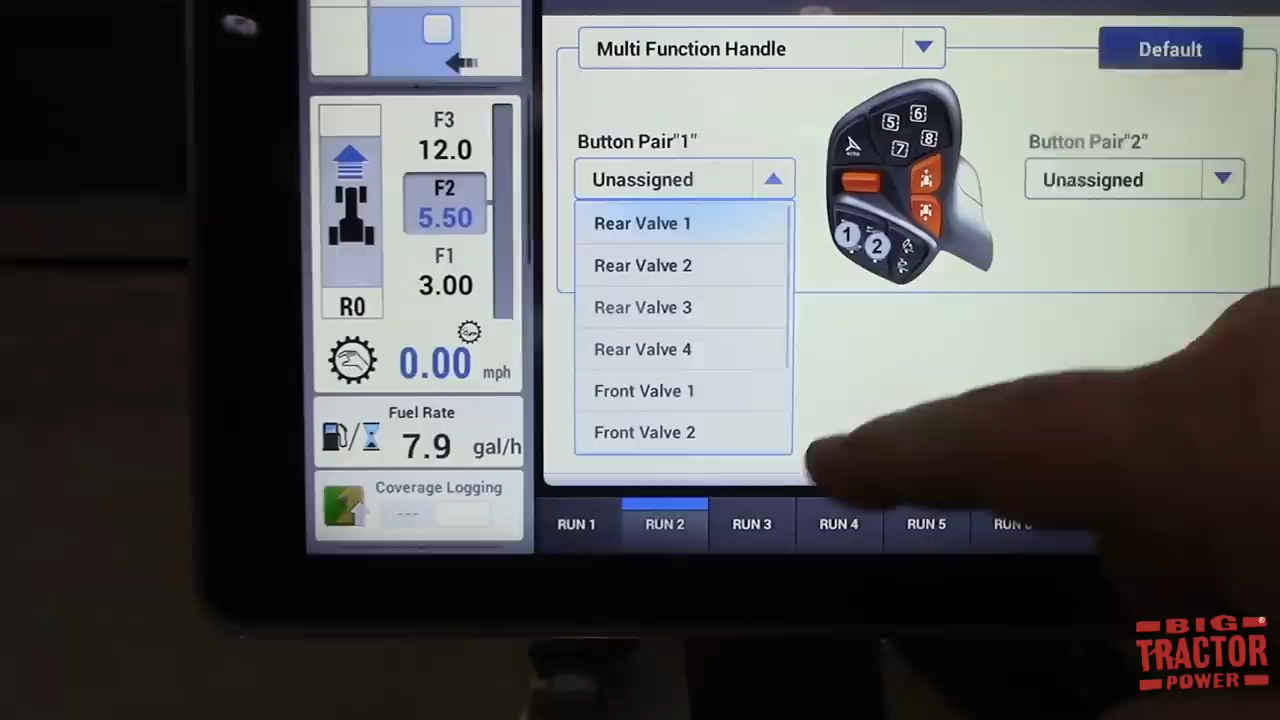 Multi Function Handle
Default
F3
12.0
F2
5.50
F1
3.00
R0
0.00 mph
Fuel Rate
7.9 gal/h
Coverage Logging
---
Button Pair"1"
Unassigned
Rear Valve 1
Rear Valve 2
Rear Valve 3
Rear Valve 4
Front Valve 1
Front Valve 2
5
6
7
8
AUTO
1
2
Button Pair"2"
Unassigned
RUN 1
RUN 2
RUN 3
RUN 4
RUN 5
RUN
BIG
TRACTOR
POWER